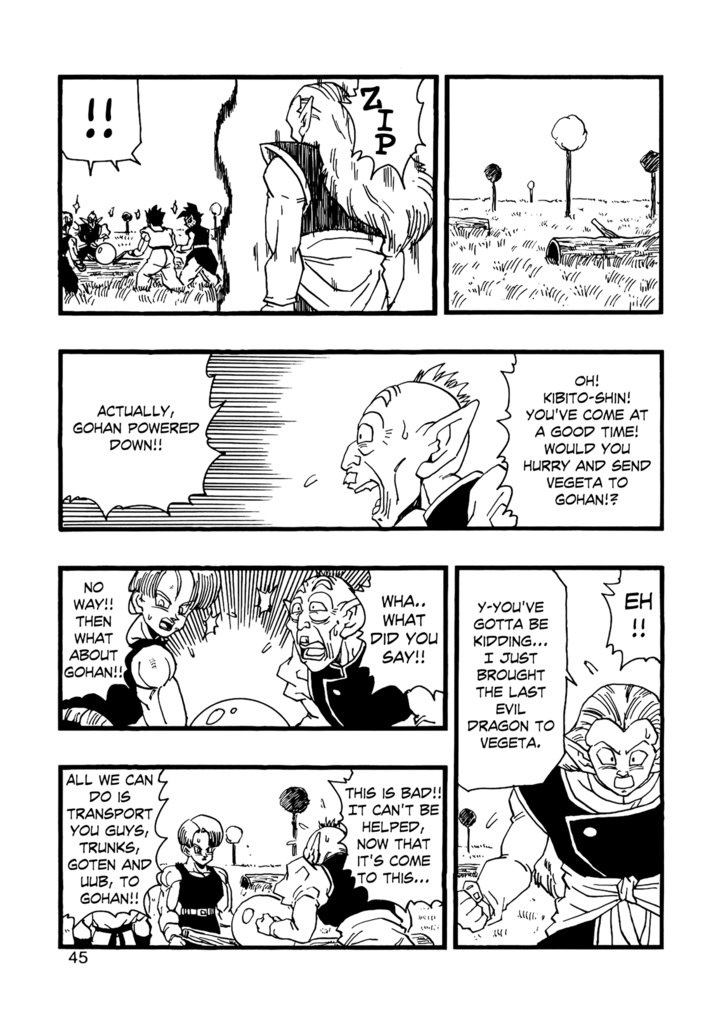 ZIP
!!
OH!
KIBITO-SHIN!
YOU'VE COME AT
A GOOD TIME!
WOULD YOU
HURRY AND SEND
VEGETA TO
GOHAN!?
ACTUALLY,
GOHAN POWERED
DOWN!!
EH
!!
Y-YOU'VE
GOTTA BE
KIDDING...
I JUST
BROUGHT
THE LAST
EVIL
DRAGON TO
VEGETA.
WHA..
WHAT
DID YOU
SAY!!
NO
WAY!!
THEN
WHAT
ABOUT
GOHAN!!
THIS IS BAD!!
IT CAN'T BE
HELPED,
NOW THAT
IT'S COME
TO THIS...
ALL WE CAN
DO IS
TRANSPORT
YOU GUYS,
TRUNKS,
GOTEN AND
UUB, TO
GOHAN!!
45